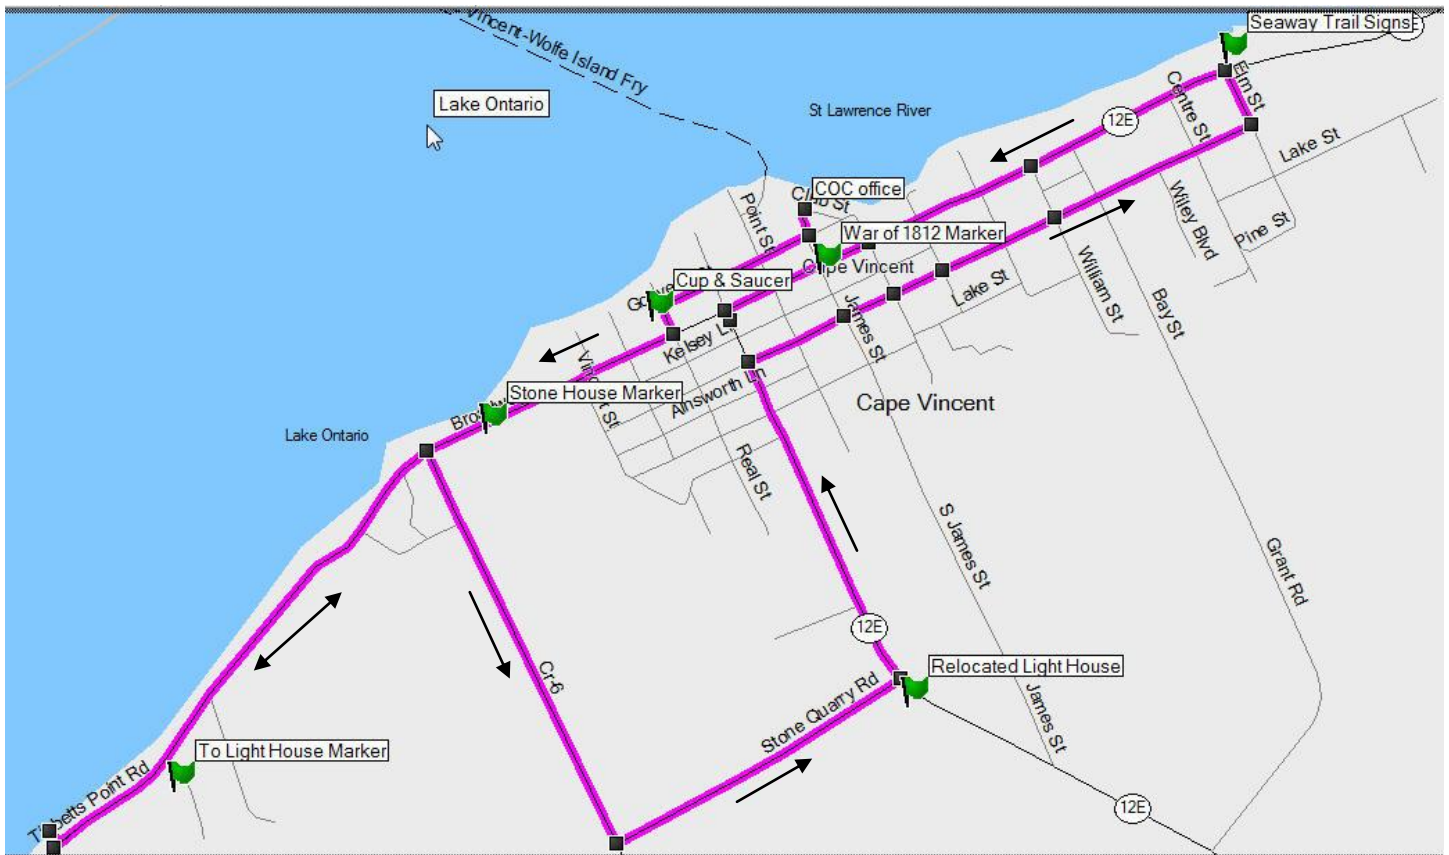 Seaway Trail Signs
Vincent-Wolfe Island Fry
Elm St
Lake Ontario
Centre St
St Lawrence River
12E
Lake St
COC office
Club St
Point St
Wiley Blvd
Pine St
War of 1812 Marker
Cape Vincent
William St
Cup & Saucer
Lake St
James St
Bay St
Kelsey Ln
Ainsworth Ln
Stone House Marker
Cape Vincent
Lake Ontario
Real St
S James St
Grant Rd
12E
Cr-6
Relocated Light House
Stone Quarry Rd
James St
To Light House Marker
Tibbetts Point Rd
12E